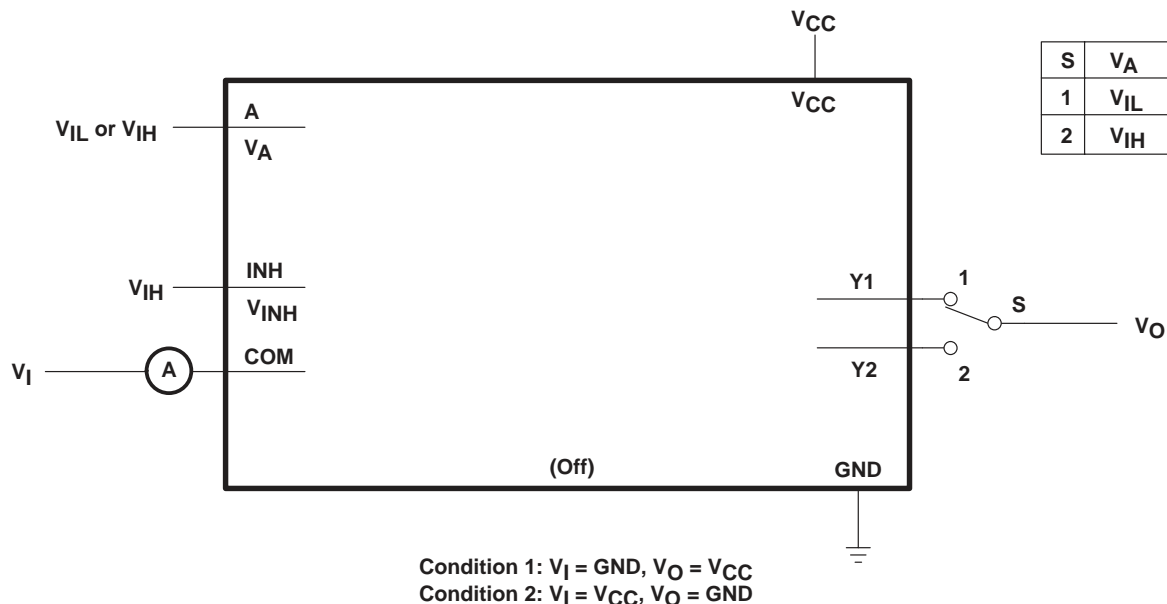 VCC
S VA
1 VIL
2 VIH
VCC
A
VIL or VIH
VA
INH
VIH
VINH
Y1
1
S
VO
COM
VI
A
Y2
2
(Off)
GND
Condition 1: VI = GND, VO = VCC
Condition 2: VI = VCC, VO = GND